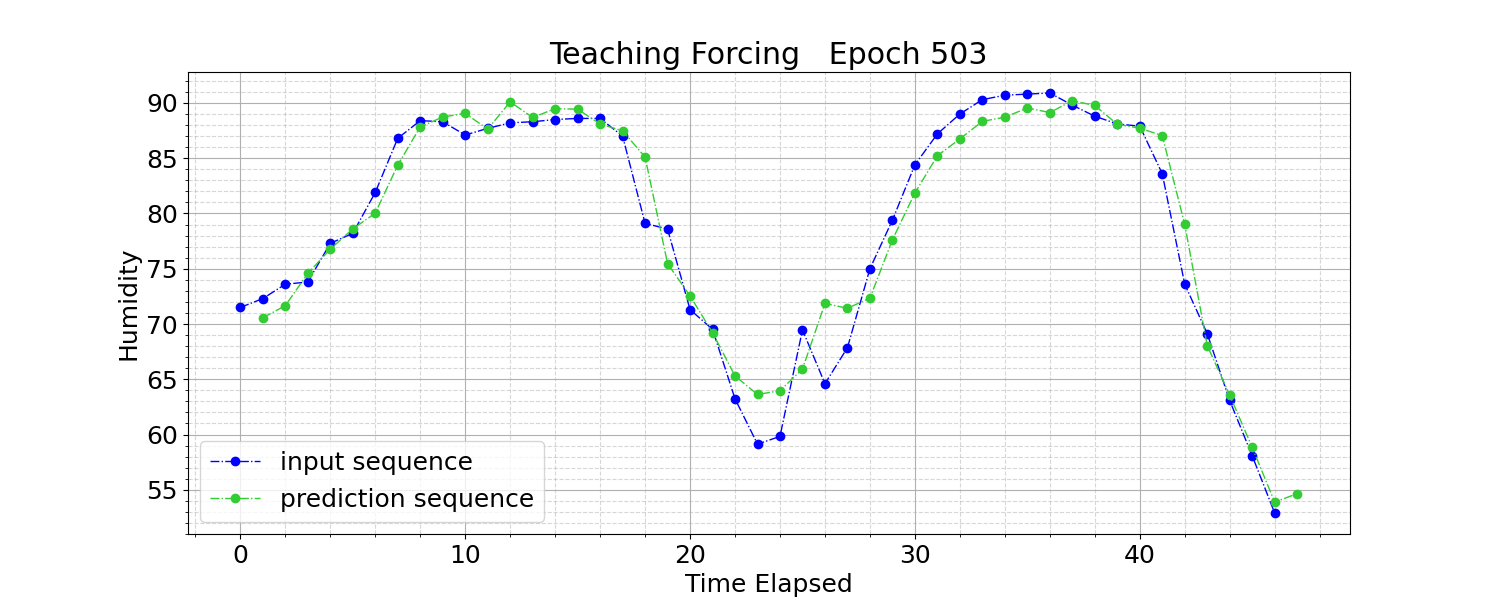 Teaching Forcing   Epoch 503
90
85
80
75
70
65
60
55
Humidity
input sequence
prediction sequence
0 10 20 30 40
Time Elapsed